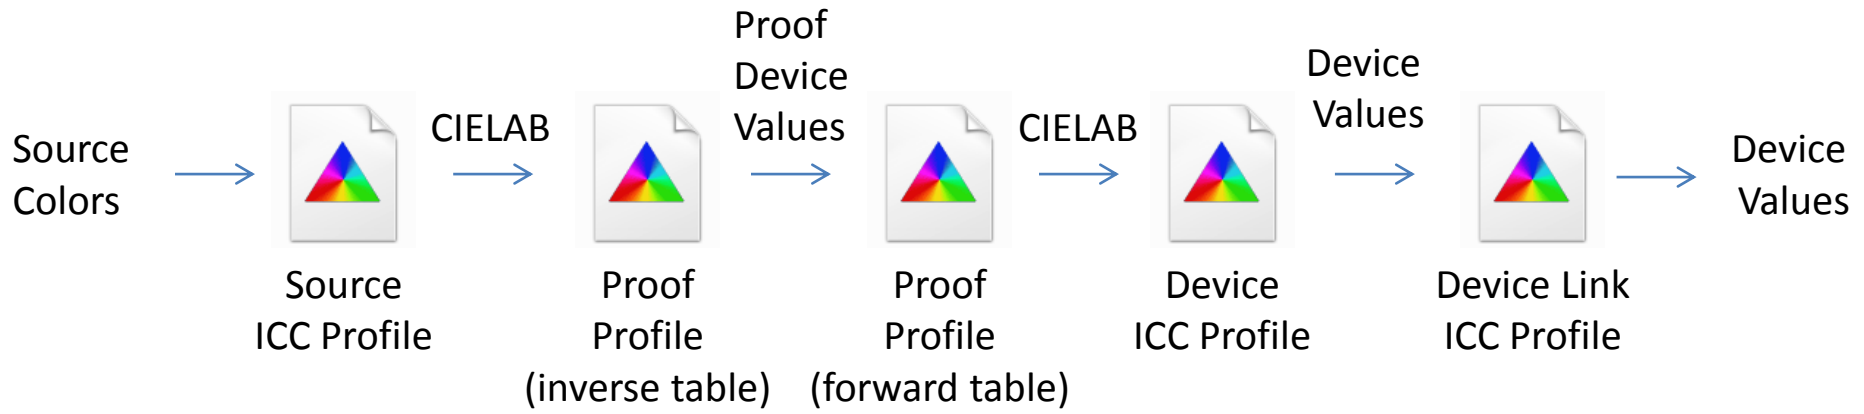 Source
Colors
Source
ICC Profile
CIELAB
Proof
Profile
(inverse table)
Proof
Device
Values
Proof
Profile
(forward table)
CIELAB
Device
ICC Profile
Device
Values
Device Link
ICC Profile
Device
Values